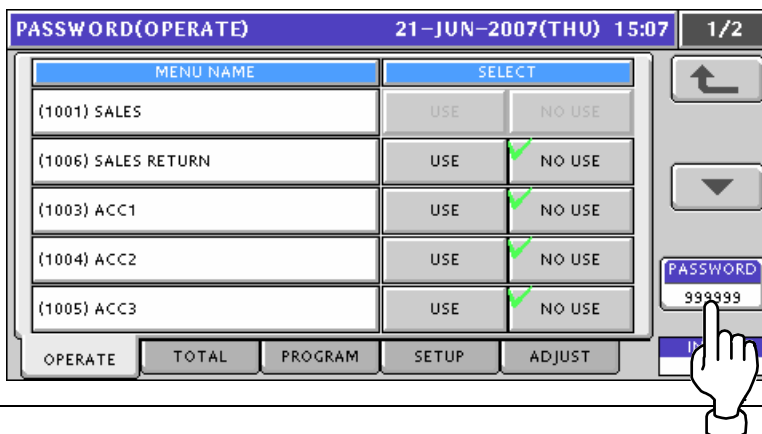 PASSWORD(OPERATE) 21-JUN-2007(THU) 15:07 1/2
MENU NAME SELECT
(1001) SALES USE NO USE
(1006) SALES RETURN USE NO USE
(1003) ACC1 USE NO USE
(1004) ACC2 USE NO USE
PASSWORD
(1005) ACC3 USE NO USE
999999
OPERATE TOTAL PROGRAM SETUP ADJUST